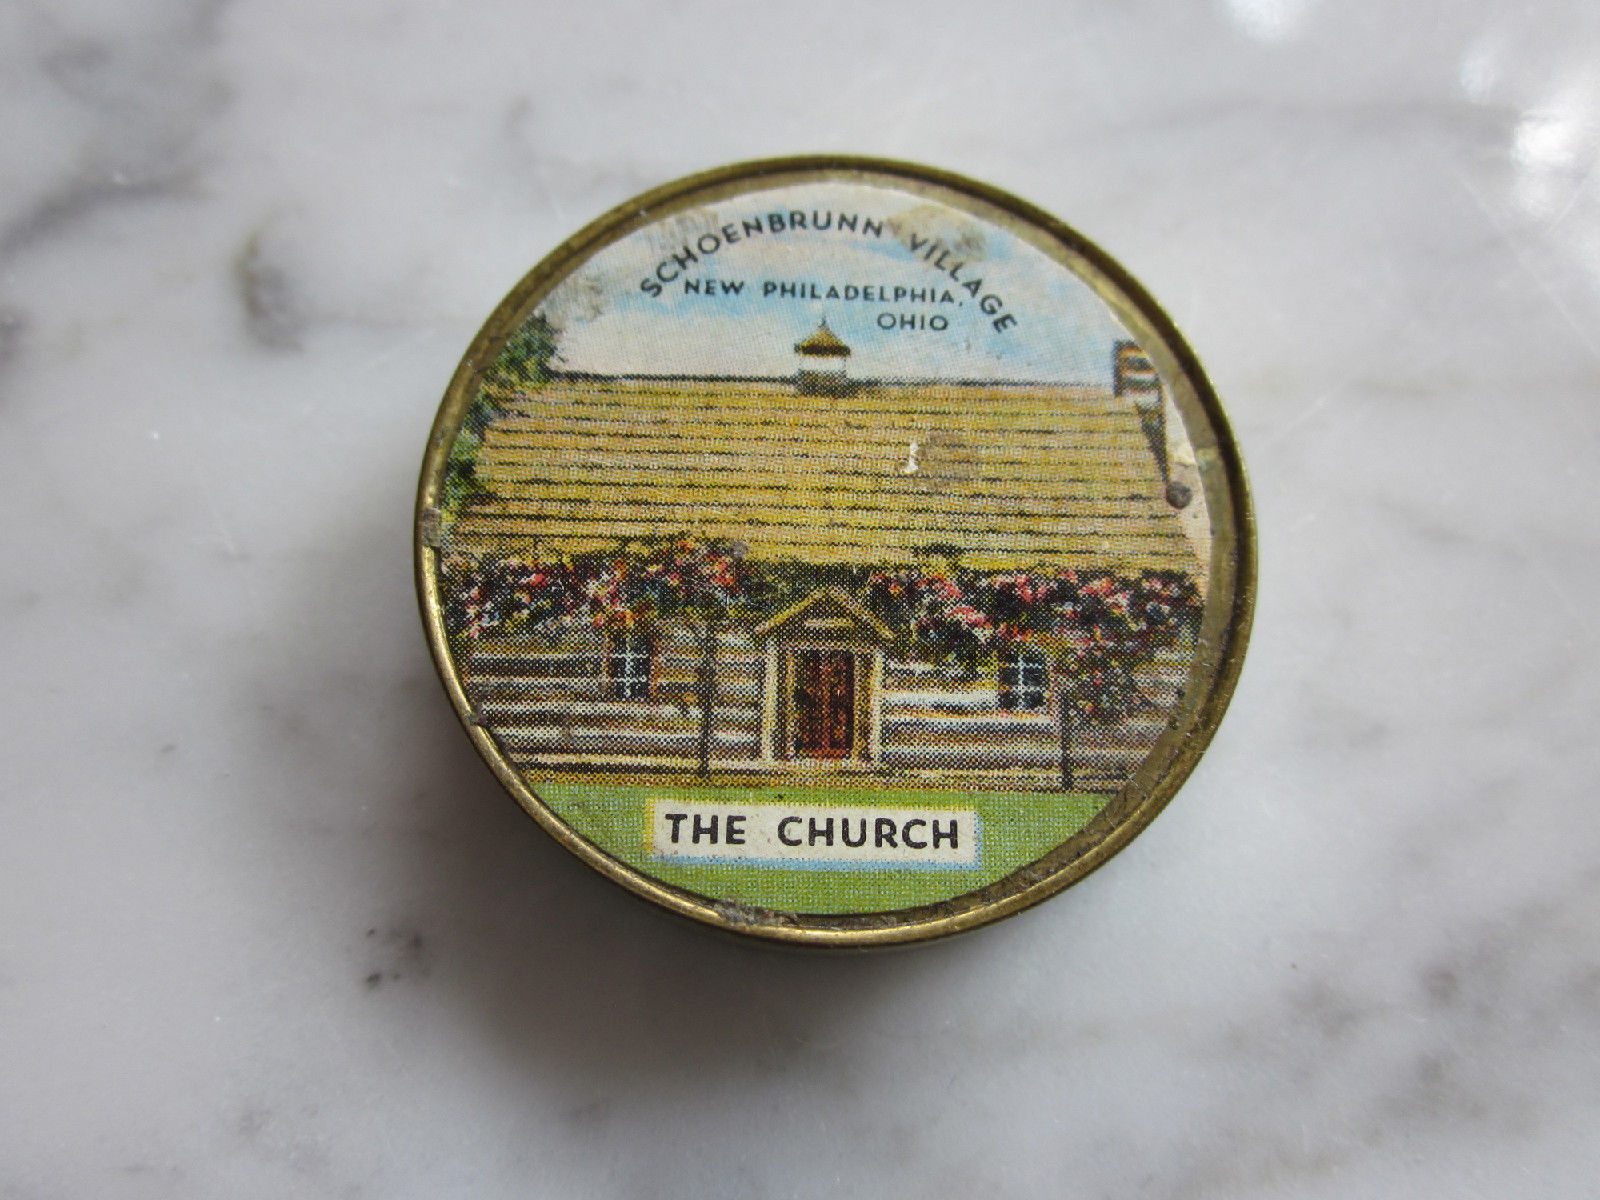 SCHOENBRUNN VILLAGE
NEW PHILADELPHIA,
OHIO
THE CHURCH